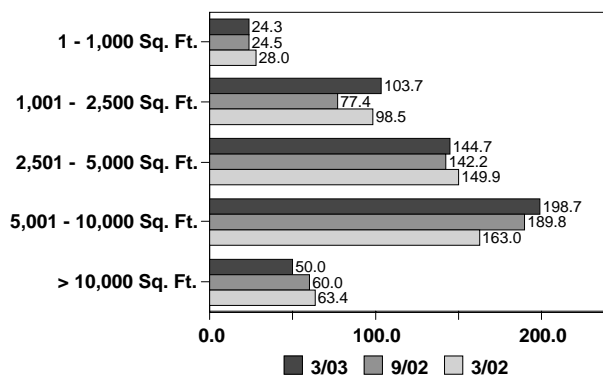 1 - 1,000 Sq. Ft.
24.3
24.5
28.0
1,001 - 2,500 Sq. Ft.
103.7
77.4
98.5
2,501 - 5,000 Sq. Ft.
144.7
142.2
149.9
5,001 - 10,000 Sq. Ft.
198.7
189.8
163.0
> 10,000 Sq. Ft.
50.0
60.0
63.4
0.0 100.0 200.0
3/03 9/02 3/02